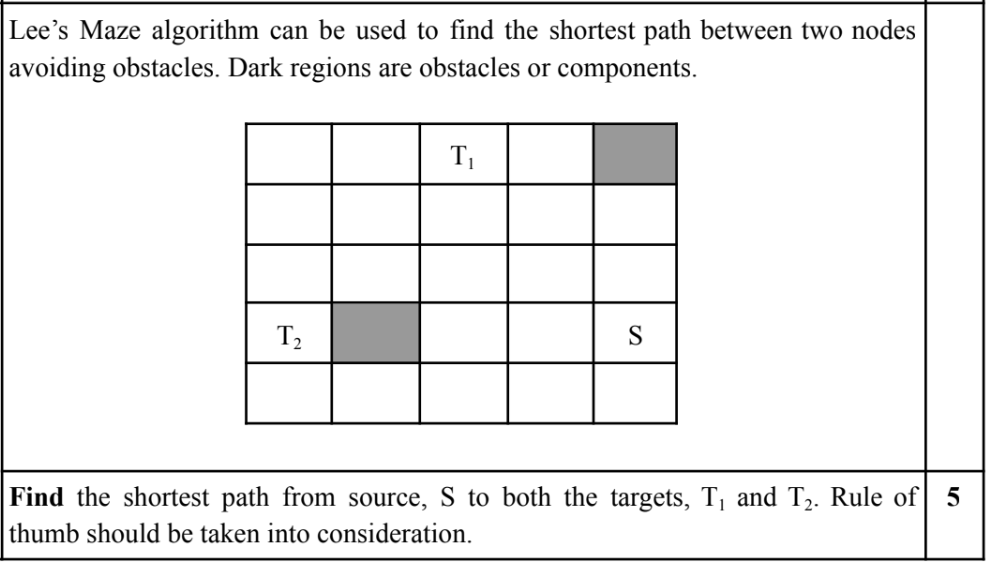 Lee's Maze algorithm can be used to find the shortest path between two nodes
avoiding obstacles. Dark regions are obstacles or components.
T₁
T₂ S
Find the shortest path from source, S to both the targets, T₁ and T₂. Rule of 5
thumb should be taken into consideration.